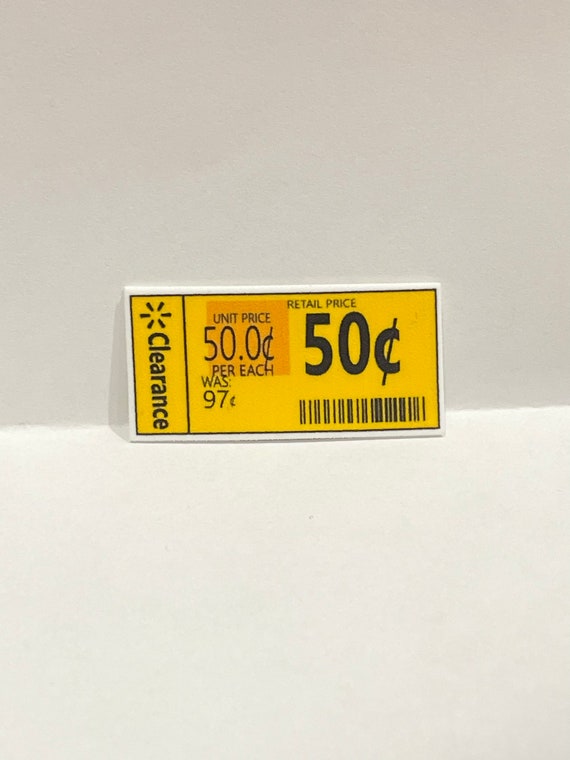 Clearance
UNIT PRICE
50.0¢
PER EACH
WAS:
97¢
RETAIL PRICE
50¢